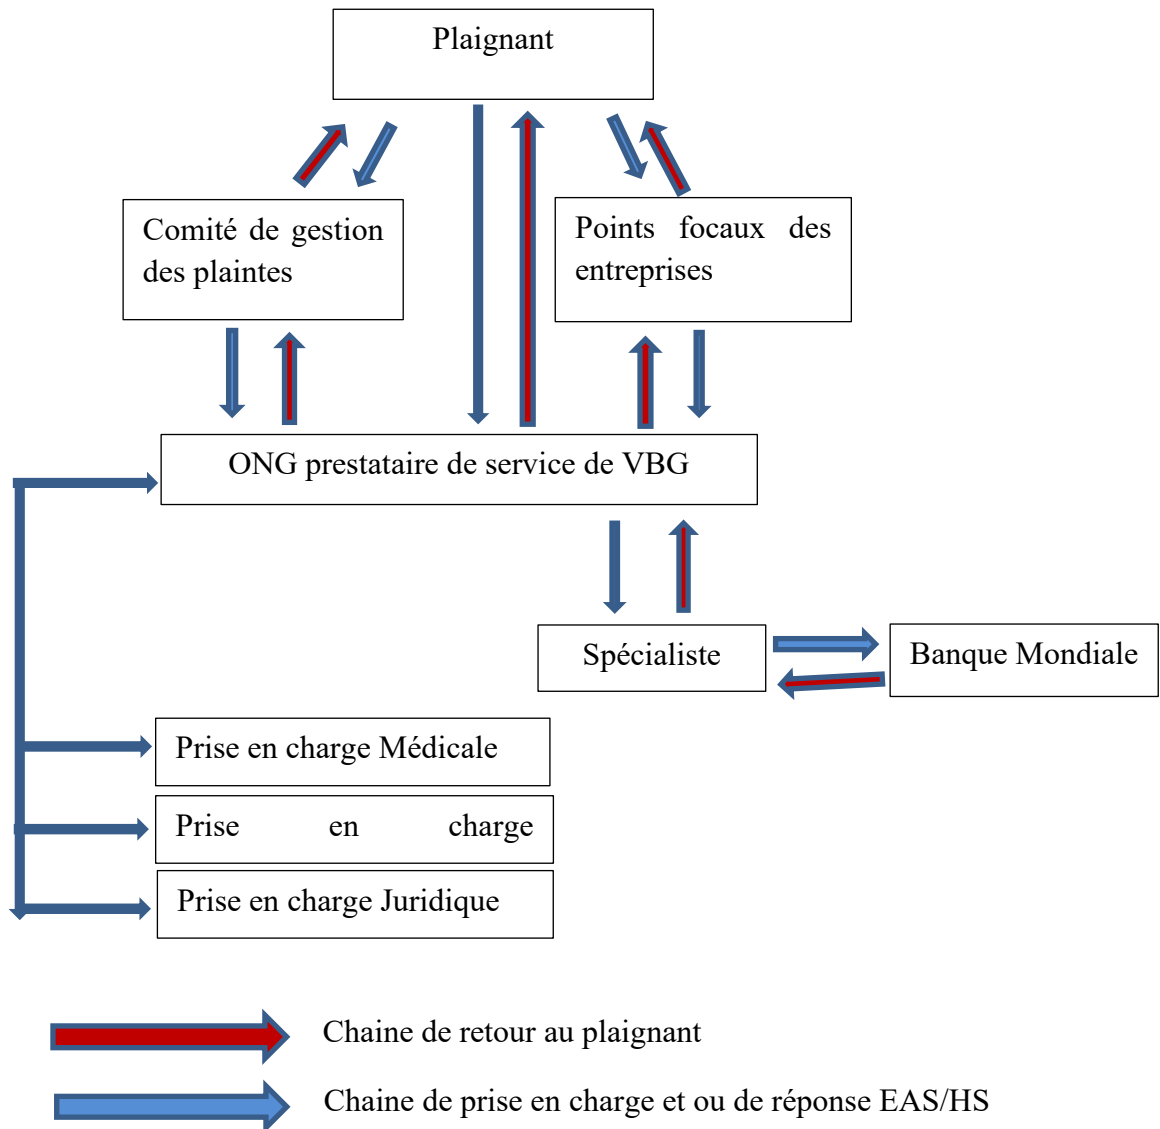 Plaignant
Comité de gestion
des plaintes
Points focaux des
entreprises
ONG prestataire de service de VBG
Spécialiste
Banque Mondiale
Prise en charge Médicale
Prise en charge
Prise en charge Juridique
Chaine de retour au plaignant
Chaine de prise en charge et ou de réponse EAS/HS